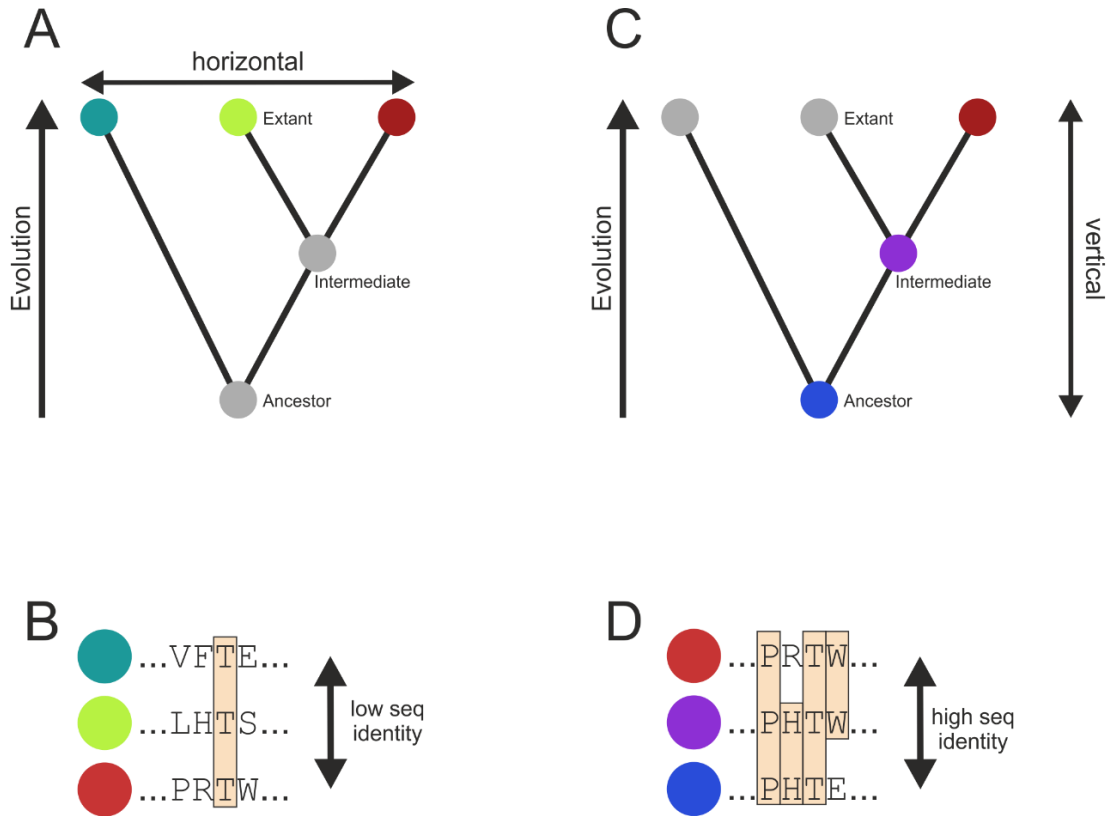 A
horizontal
Extant
Evolution
Intermediate
Ancestor
C
Extant
Evolution
vertical
Intermediate
Ancestor
B
...VFTE...
...LHTS...
...PRTW...
low seq
identity
D
...PRTW...
...PHTW...
...PHTE...
high seq
identity